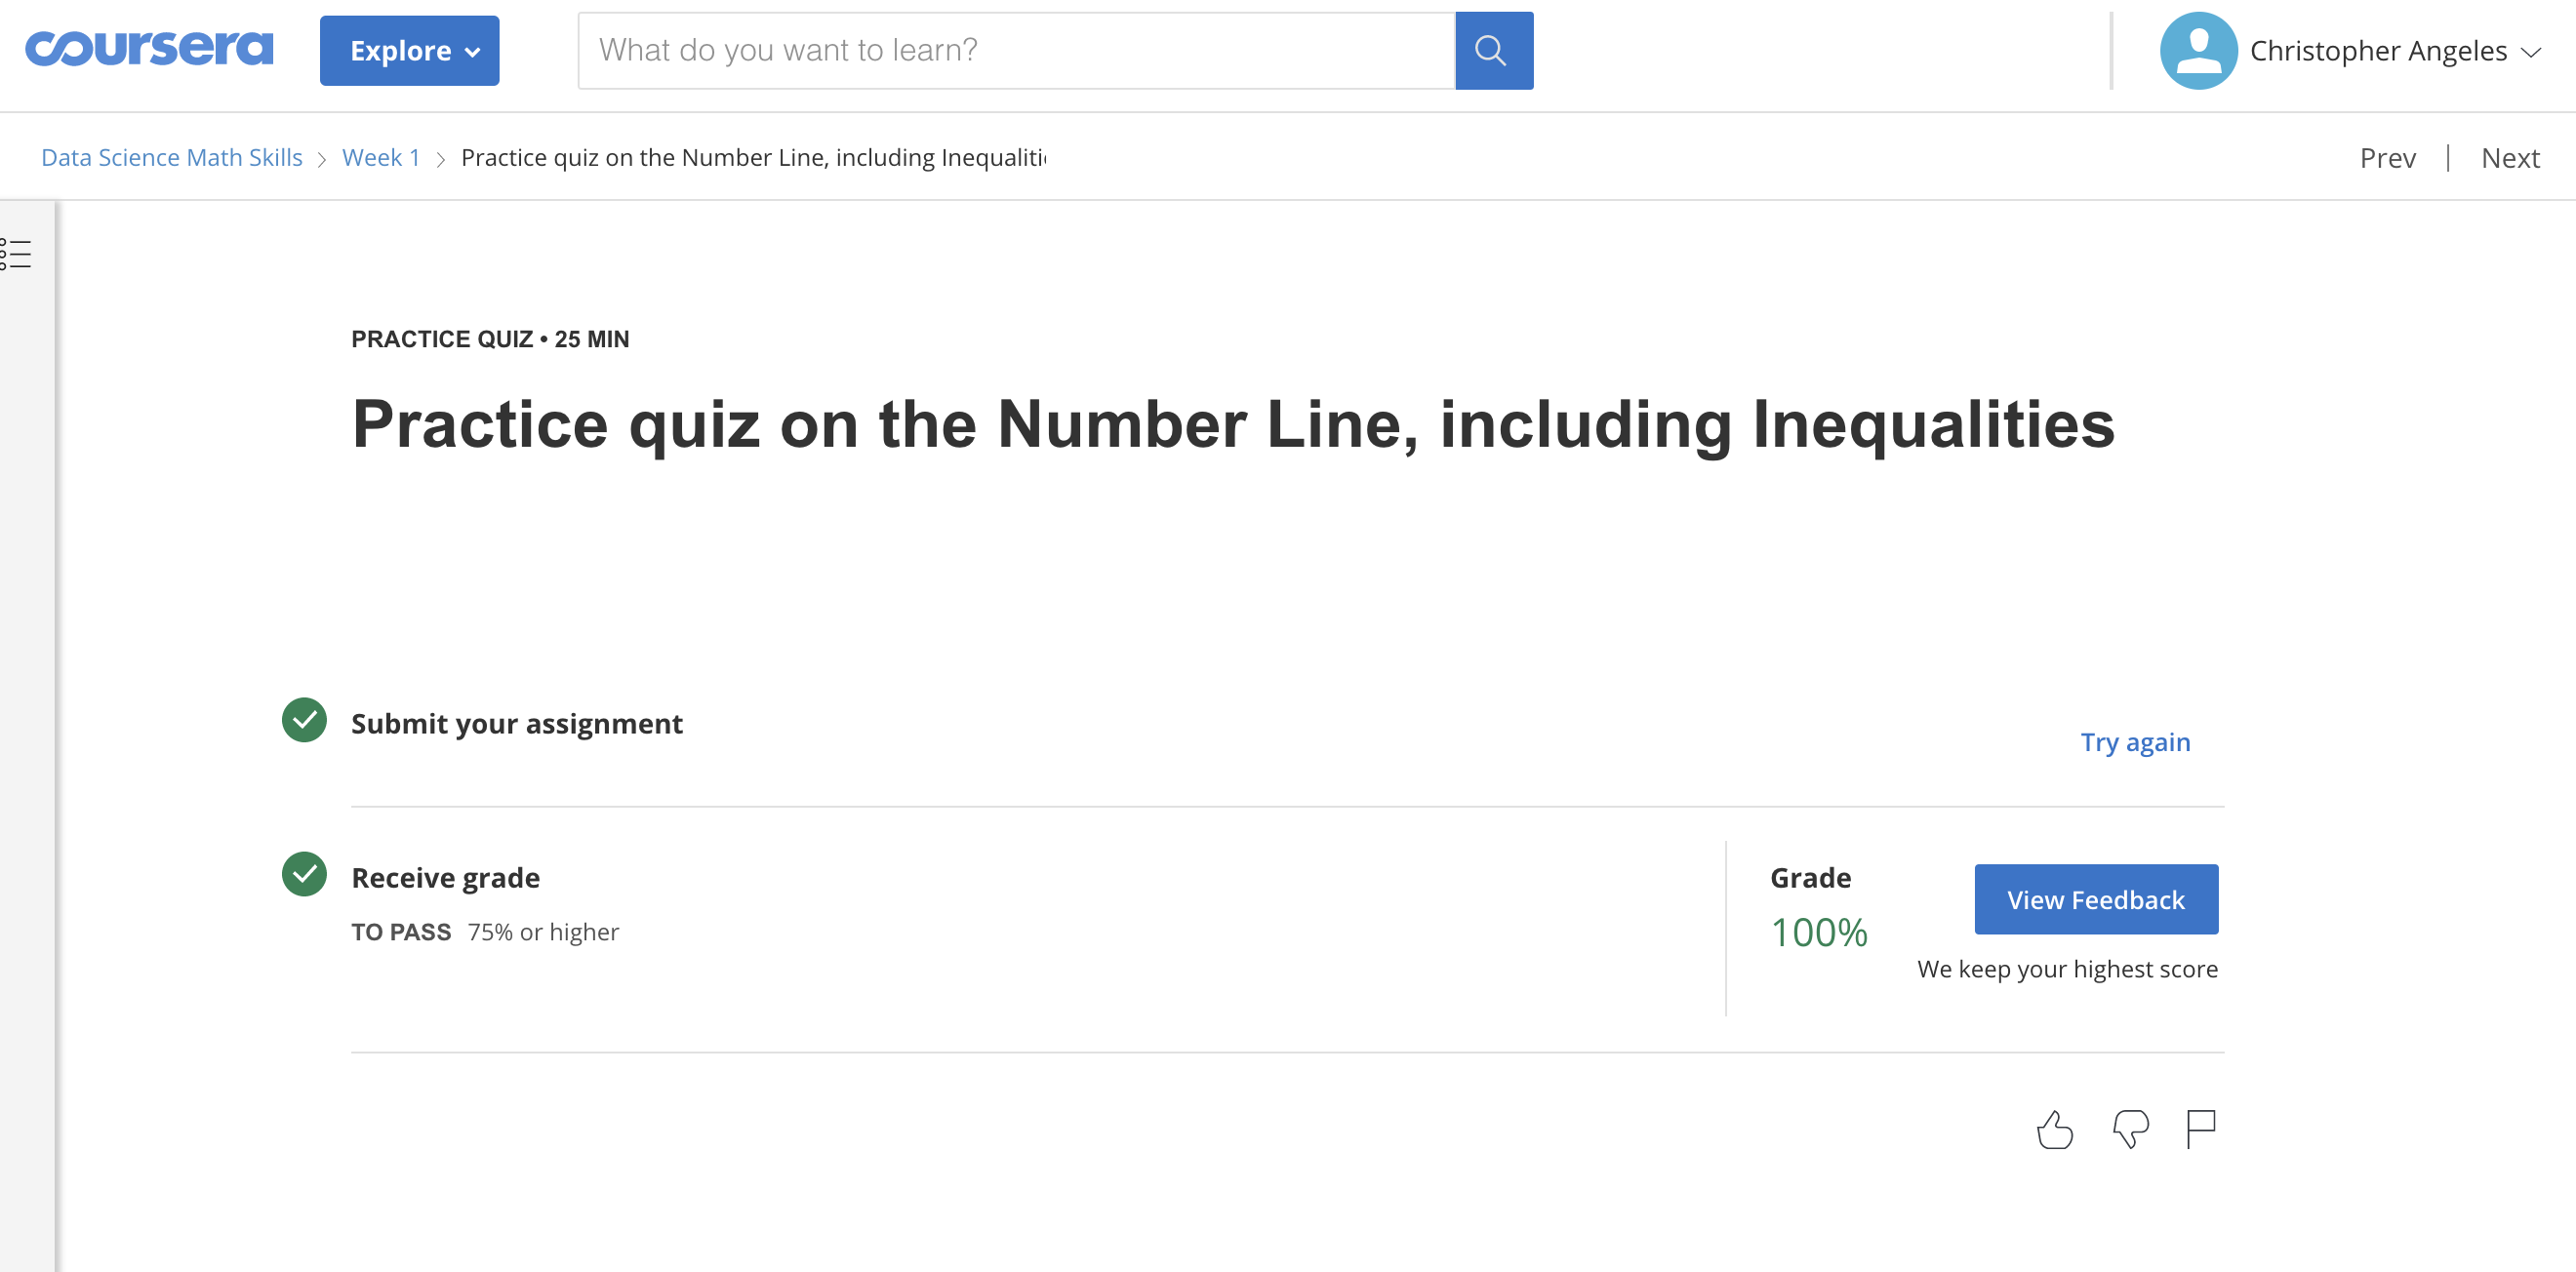 coursera
Explore
What do you want to learn?
Christopher Angeles
Data Science Math Skills > Week 1 > Practice quiz on the Number Line, including Inequaliti
Prev | Next
PRACTICE QUIZ • 25 MIN
Practice quiz on the Number Line, including Inequalities
Submit your assignment
Try again
Receive grade
TO PASS 75% or higher
Grade
100%
View Feedback
We keep your highest score